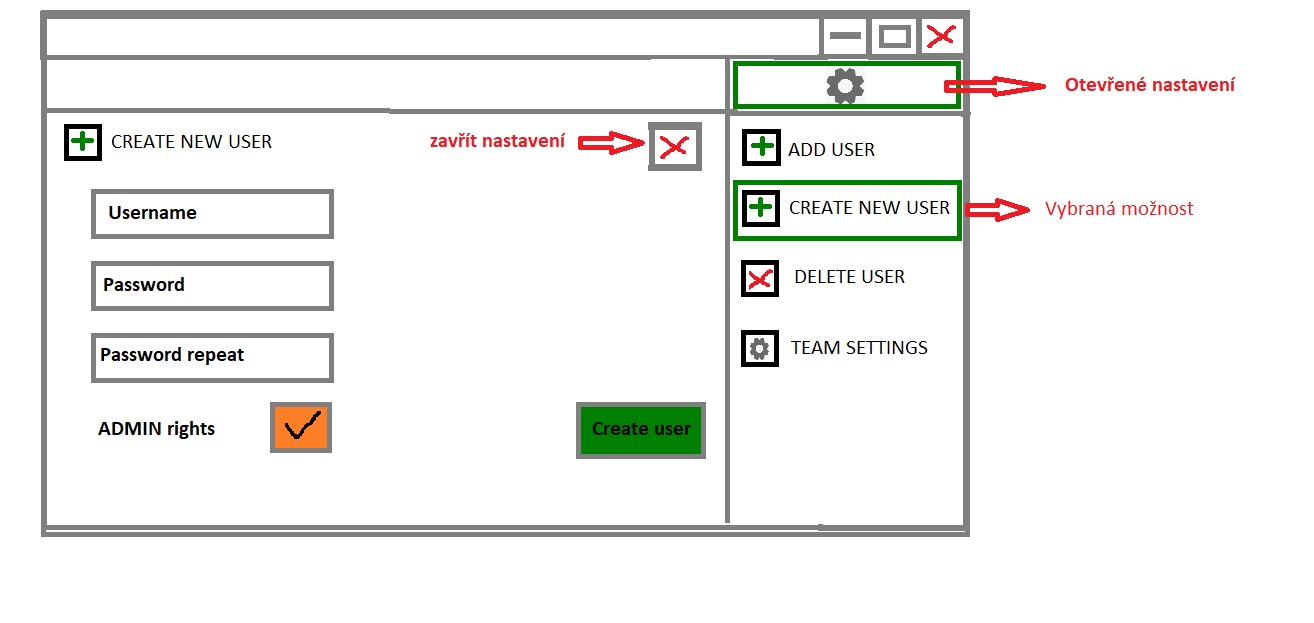 Otevřené nastavení
CREATE NEW USER
zavřít nastavení
ADD USER
Username
CREATE NEW USER
Vybraná možnost
Password
DELETE USER
Password repeat
TEAM SETTINGS
ADMIN rights
Create user